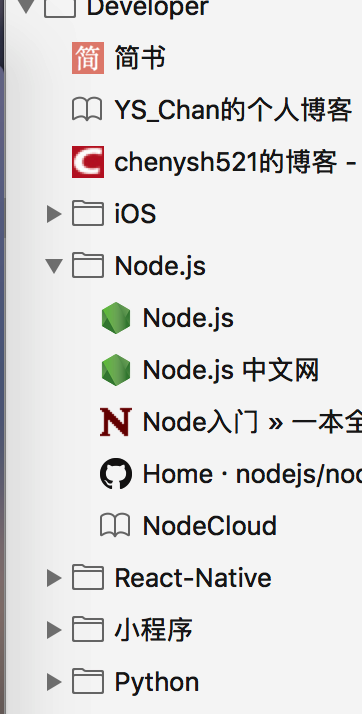 Developer
简 简书
YS_Chan的个人博客
chenysh521的博客 -
iOS
Node.js
Node.js
Node.js 中文网
N Node入门 » 一本全
Home · nodejs/nod
NodeCloud
React-Native
小程序
Python